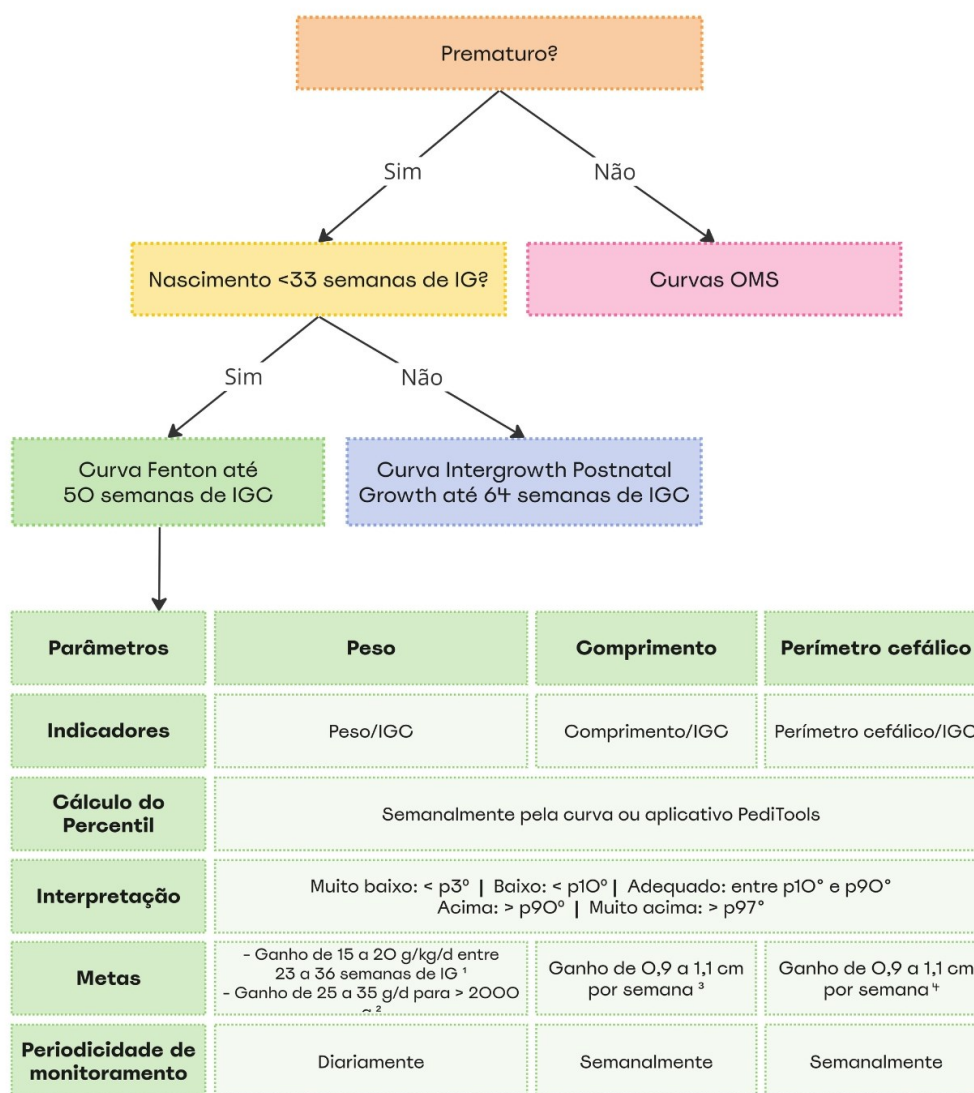 Prematuro?
Sim
Não
Nascimento <33 semanas de IG?
Curvas OMS
Sim
Não
Curva Fenton até
50 semanas de IGC
Curva Intergrowth Postnatal
Growth até 64 semanas de IGC
Parâmetros
Peso
Comprimento
Perímetro cefálico
Indicadores
Peso/IGC
Comprimento/IGC
Perímetro cefálico/IGC
Cálculo do
Percentil
Semanalmente pela curva ou aplicativo PediTools
Interpretação
Muito baixo: < p3º | Baixo: < p10º | Adequado: entre p10° e p90°
Acima: > p90º | Muito acima: > p97°
Metas
- Ganho de 15 a 20 g/kg/d entre
23 a 36 semanas de IG ¹
- Ganho de 25 a 35 g/d para > 2000
g ²
Ganho de 0,9 a 1,1 cm
por semana ³
Ganho de 0,9 a 1,1 cm
por semana ⁴
Periodicidade de
monitoramento
Diariamente
Semanalmente
Semanalmente